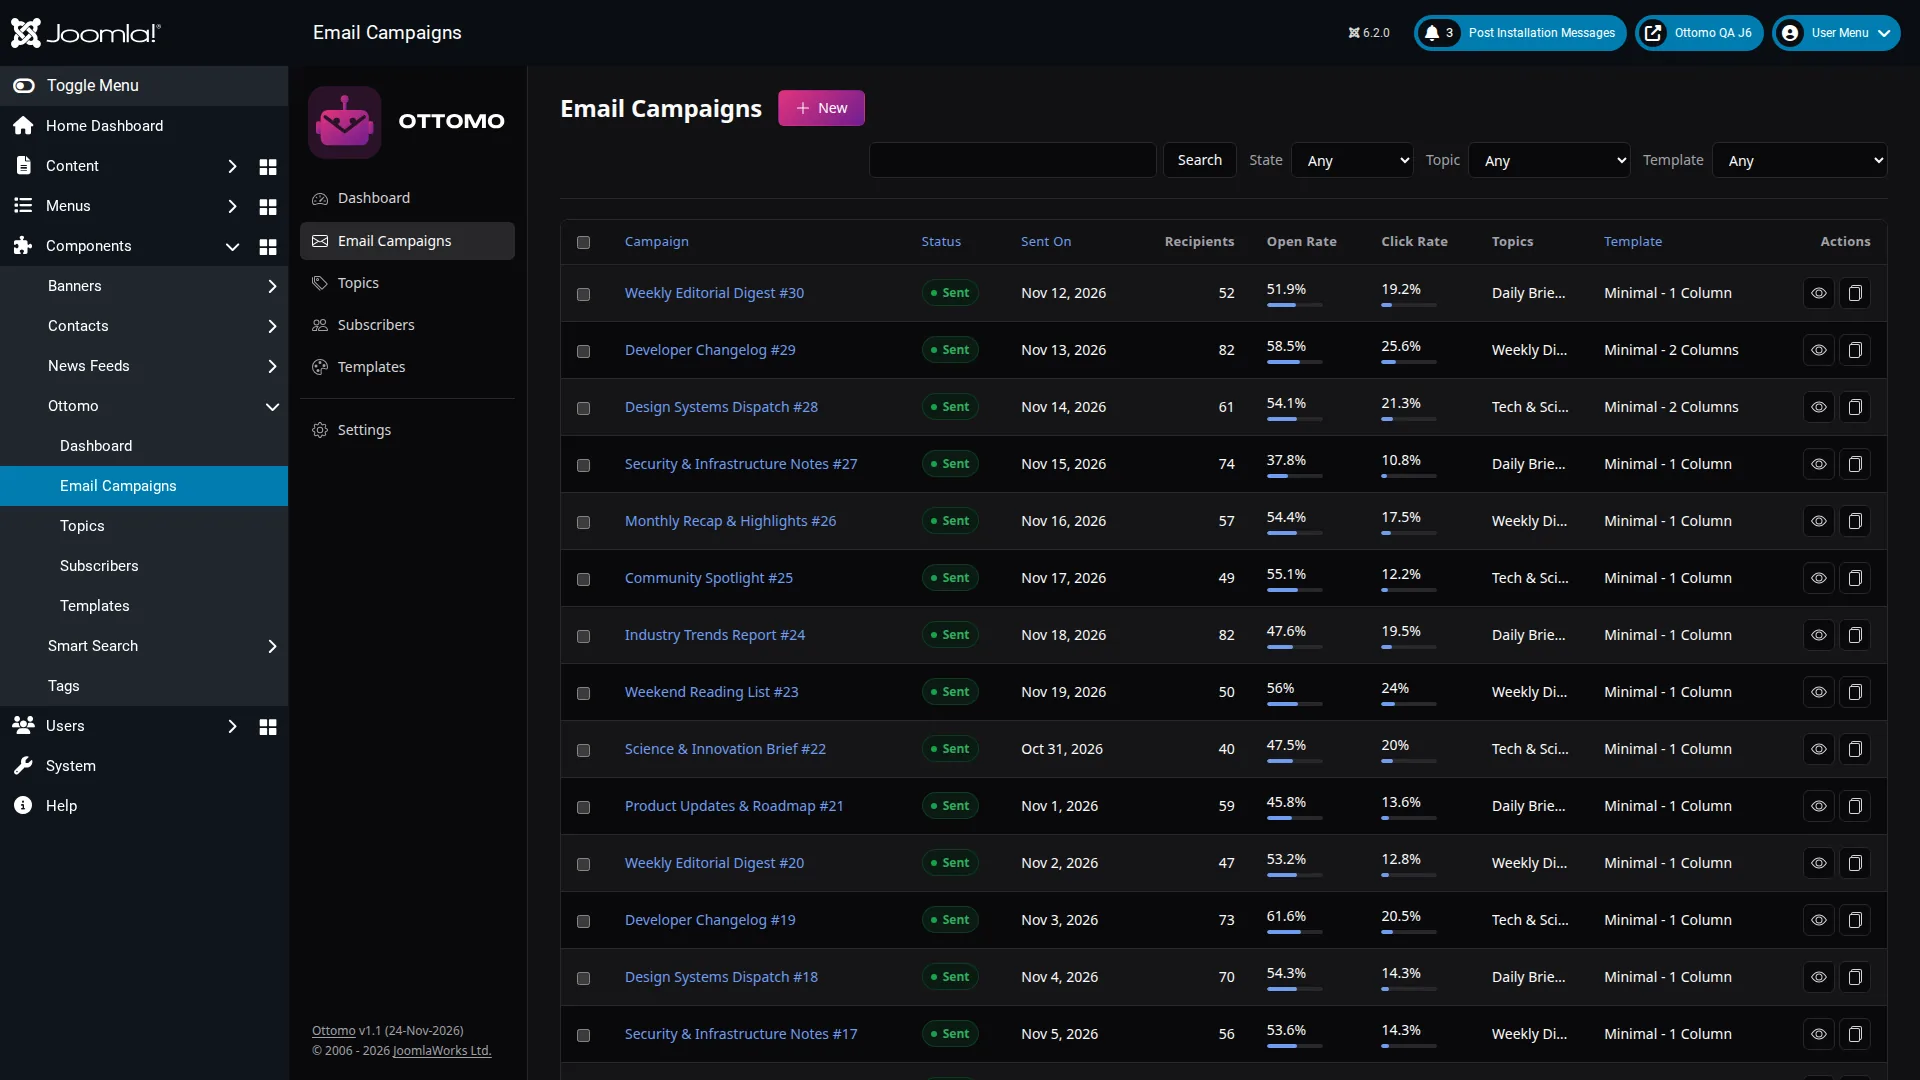 Joomla!
Email Campaigns
6.2.0
3 Post Installation Messages
Ottomo QA J6
User Menu
Toggle Menu
Home Dashboard
Content
Menus
Components
Banners
Contacts
News Feeds
Ottomo
Dashboard
Email Campaigns
Topics
Subscribers
Templates
Smart Search
Tags
Users
System
Help
OTTOMO
Dashboard
Email Campaigns
Topics
Subscribers
Templates
Settings
Ottomo v1.1 (24-Nov-2026)
© 2006 - 2026 JoomlaWorks Ltd.
Email Campaigns
New
Search State Any Topic Any Template Any
Campaign Status Sent On Recipients Open Rate Click Rate Topics Template Actions
Weekly Editorial Digest #30 Sent Nov 12, 2026 52 51.9% 19.2% Daily Brie... Minimal - 1 Column
Developer Changelog #29 Sent Nov 13, 2026 82 58.5% 25.6% Weekly Di... Minimal - 2 Columns
Design Systems Dispatch #28 Sent Nov 14, 2026 61 54.1% 21.3% Tech & Sci... Minimal - 2 Columns
Security & Infrastructure Notes #27 Sent Nov 15, 2026 74 37.8% 10.8% Daily Brie... Minimal - 1 Column
Monthly Recap & Highlights #26 Sent Nov 16, 2026 57 54.4% 17.5% Weekly Di... Minimal - 1 Column
Community Spotlight #25 Sent Nov 17, 2026 49 55.1% 12.2% Tech & Sci... Minimal - 1 Column
Industry Trends Report #24 Sent Nov 18, 2026 82 47.6% 19.5% Daily Brie... Minimal - 1 Column
Weekend Reading List #23 Sent Nov 19, 2026 50 56% 24% Weekly Di... Minimal - 1 Column
Science & Innovation Brief #22 Sent Oct 31, 2026 40 47.5% 20% Tech & Sci... Minimal - 1 Column
Product Updates & Roadmap #21 Sent Nov 1, 2026 59 45.8% 13.6% Daily Brie... Minimal - 1 Column
Weekly Editorial Digest #20 Sent Nov 2, 2026 47 53.2% 12.8% Weekly Di... Minimal - 1 Column
Developer Changelog #19 Sent Nov 3, 2026 73 61.6% 20.5% Tech & Sci... Minimal - 1 Column
Design Systems Dispatch #18 Sent Nov 4, 2026 70 54.3% 14.3% Daily Brie... Minimal - 1 Column
Security & Infrastructure Notes #17 Sent Nov 5, 2026 56 53.6% 14.3% Weekly Di... Minimal - 1 Column